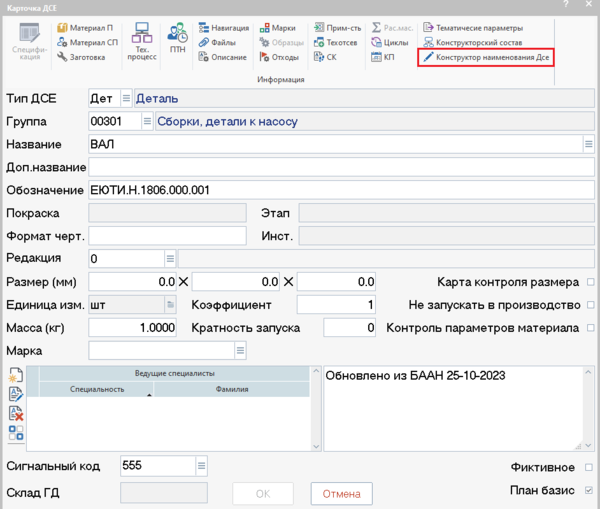 Карточка ДСЕ
? ×
Специфи-
кация
Материал П
Материал СП
Заготовка
Тех.
процесс
ПТН
Навигация
Файлы
Описание
Марки
Образцы
Отходы
Прим-сть
Техотсев
СК
Рас.мас.
Циклы
КП
Тематические параметры
Конструкторский состав
Конструктор наименования Дсе
Информация
Тип ДСЕ Дет Деталь
Группа 00301 Сборки, детали к насосу
Название ВАЛ
Доп.название
Обозначение ЕЮТИ.Н.1806.000.001
Покраска Этап
Формат черт. Инст.
Редакция 0
Размер (мм) 0.0 × 0.0 × 0.0 Карта контроля размера
Единица изм. шт Коэффициент 1 Не запускать в производство
Масса (кг) 1.0000 Кратность запуска 0 Контроль параметров материала
Марка
Ведущие специалисты
Специальность Фамилия
Обновлено из БААН 25-10-2023
Сигнальный код 555 Фиктивное
Склад ГД ОК Отмена План базис